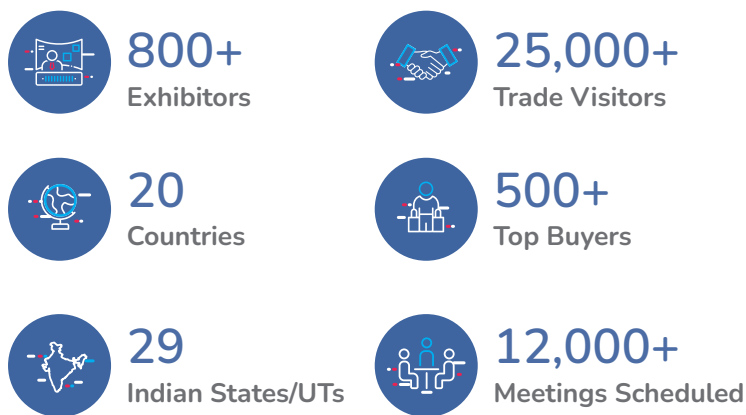 800+
Exhibitors
25,000+
Trade Visitors
20
Countries
500+
Top Buyers
29
Indian States/UTs
12,000+
Meetings Scheduled